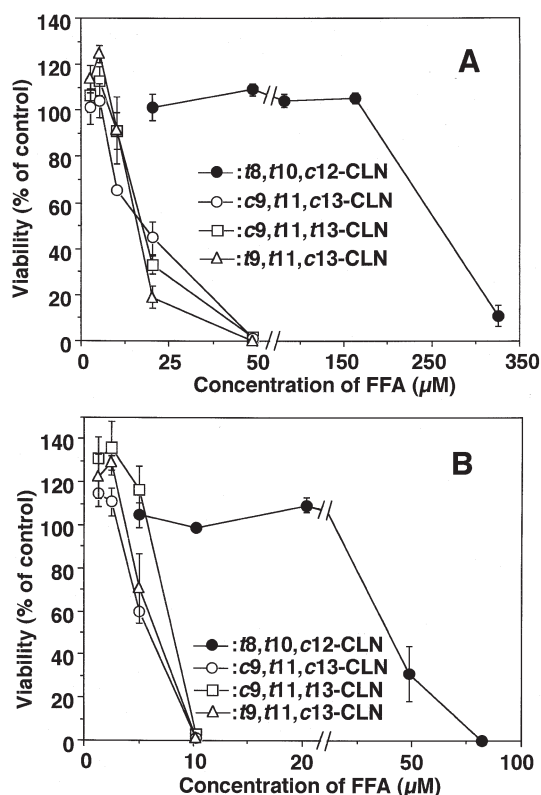 140
A
120
100
80
60
40
20
0
Viability (% of control)
●:t8,t10,c12-CLN
○:c9,t11,c13-CLN
□:c9,t11,t13-CLN
△:t9,t11,c13-CLN
0 25 50 150 250 350
Concentration of FFA (µM)
B
140
120
100
80
60
40
20
0
Viability (% of control)
●:t8,t10,c12-CLN
○:c9,t11,c13-CLN
□:c9,t11,t13-CLN
△:t9,t11,c13-CLN
0 10 20 50 100
Concentration of FFA (µM)